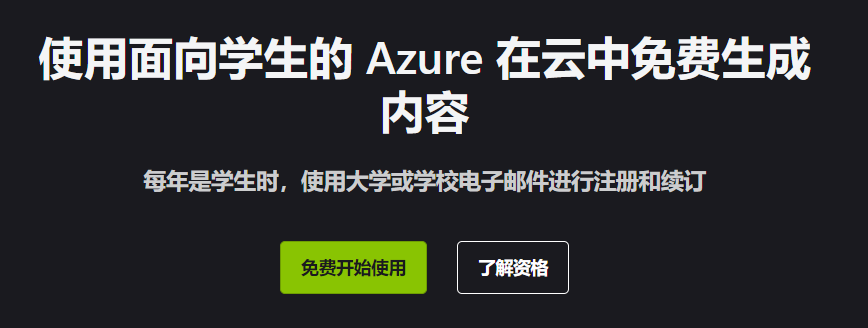 使用面向学生的 Azure 在云中免费生成
内容
每年是学生时，使用大学或学校电子邮件进行注册和续订
免费开始使用
了解资格